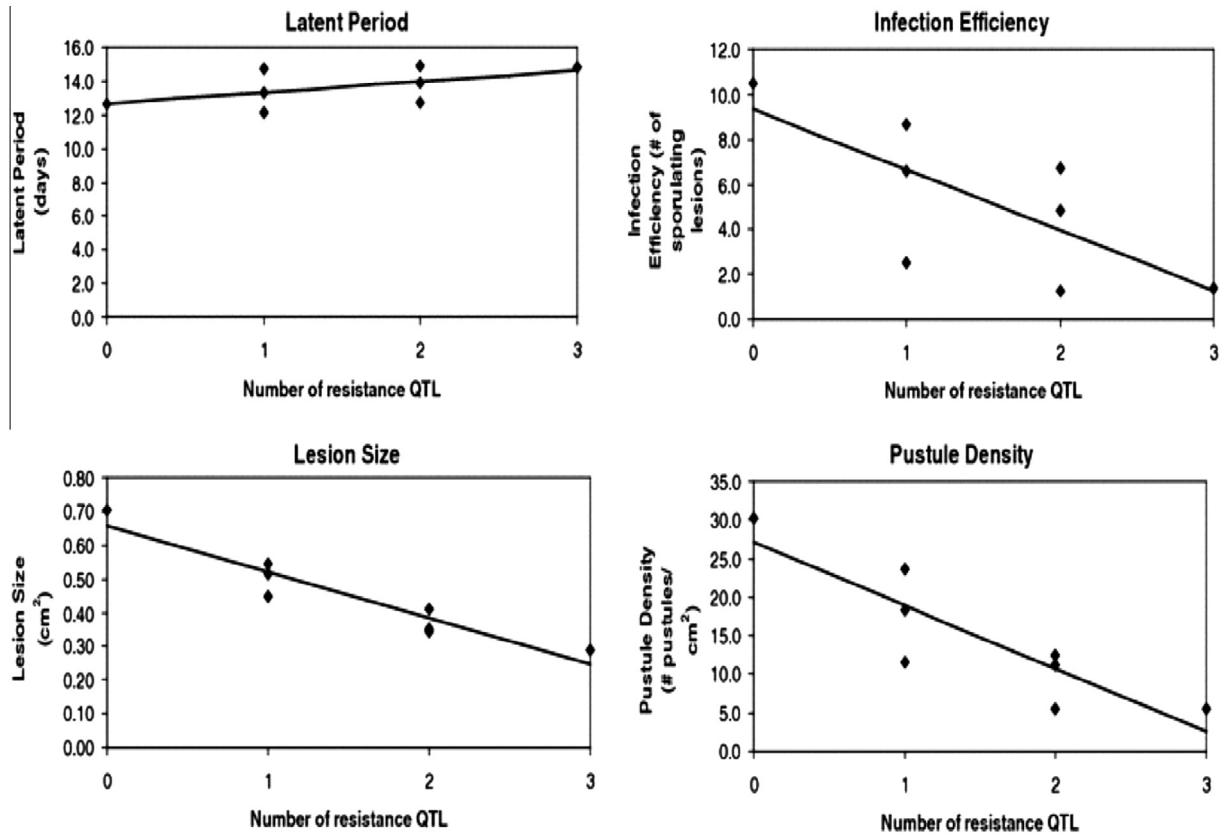 Latent Period
Latent Period
(days)
16.0
14.0
12.0
10.0
8.0
6.0
4.0
2.0
0.0
0 1 2 3
Number of resistance QTL
Infection Efficiency
Infection
Efficiency (# of
sporulating
lesions)
12.0
10.0
8.0
6.0
4.0
2.0
0.0
0 1 2 3
Number of resistance QTL
Lesion Size
Lesion Size
(cm²)
0.80
0.70
0.60
0.50
0.40
0.30
0.20
0.10
0.00
0 1 2 3
Number of resistance QTL
Pustule Density
Pustule Density
(# pustules/
cm²)
35.0
30.0
25.0
20.0
15.0
10.0
5.0
0.0
0 1 2 3
Number of resistance QTL